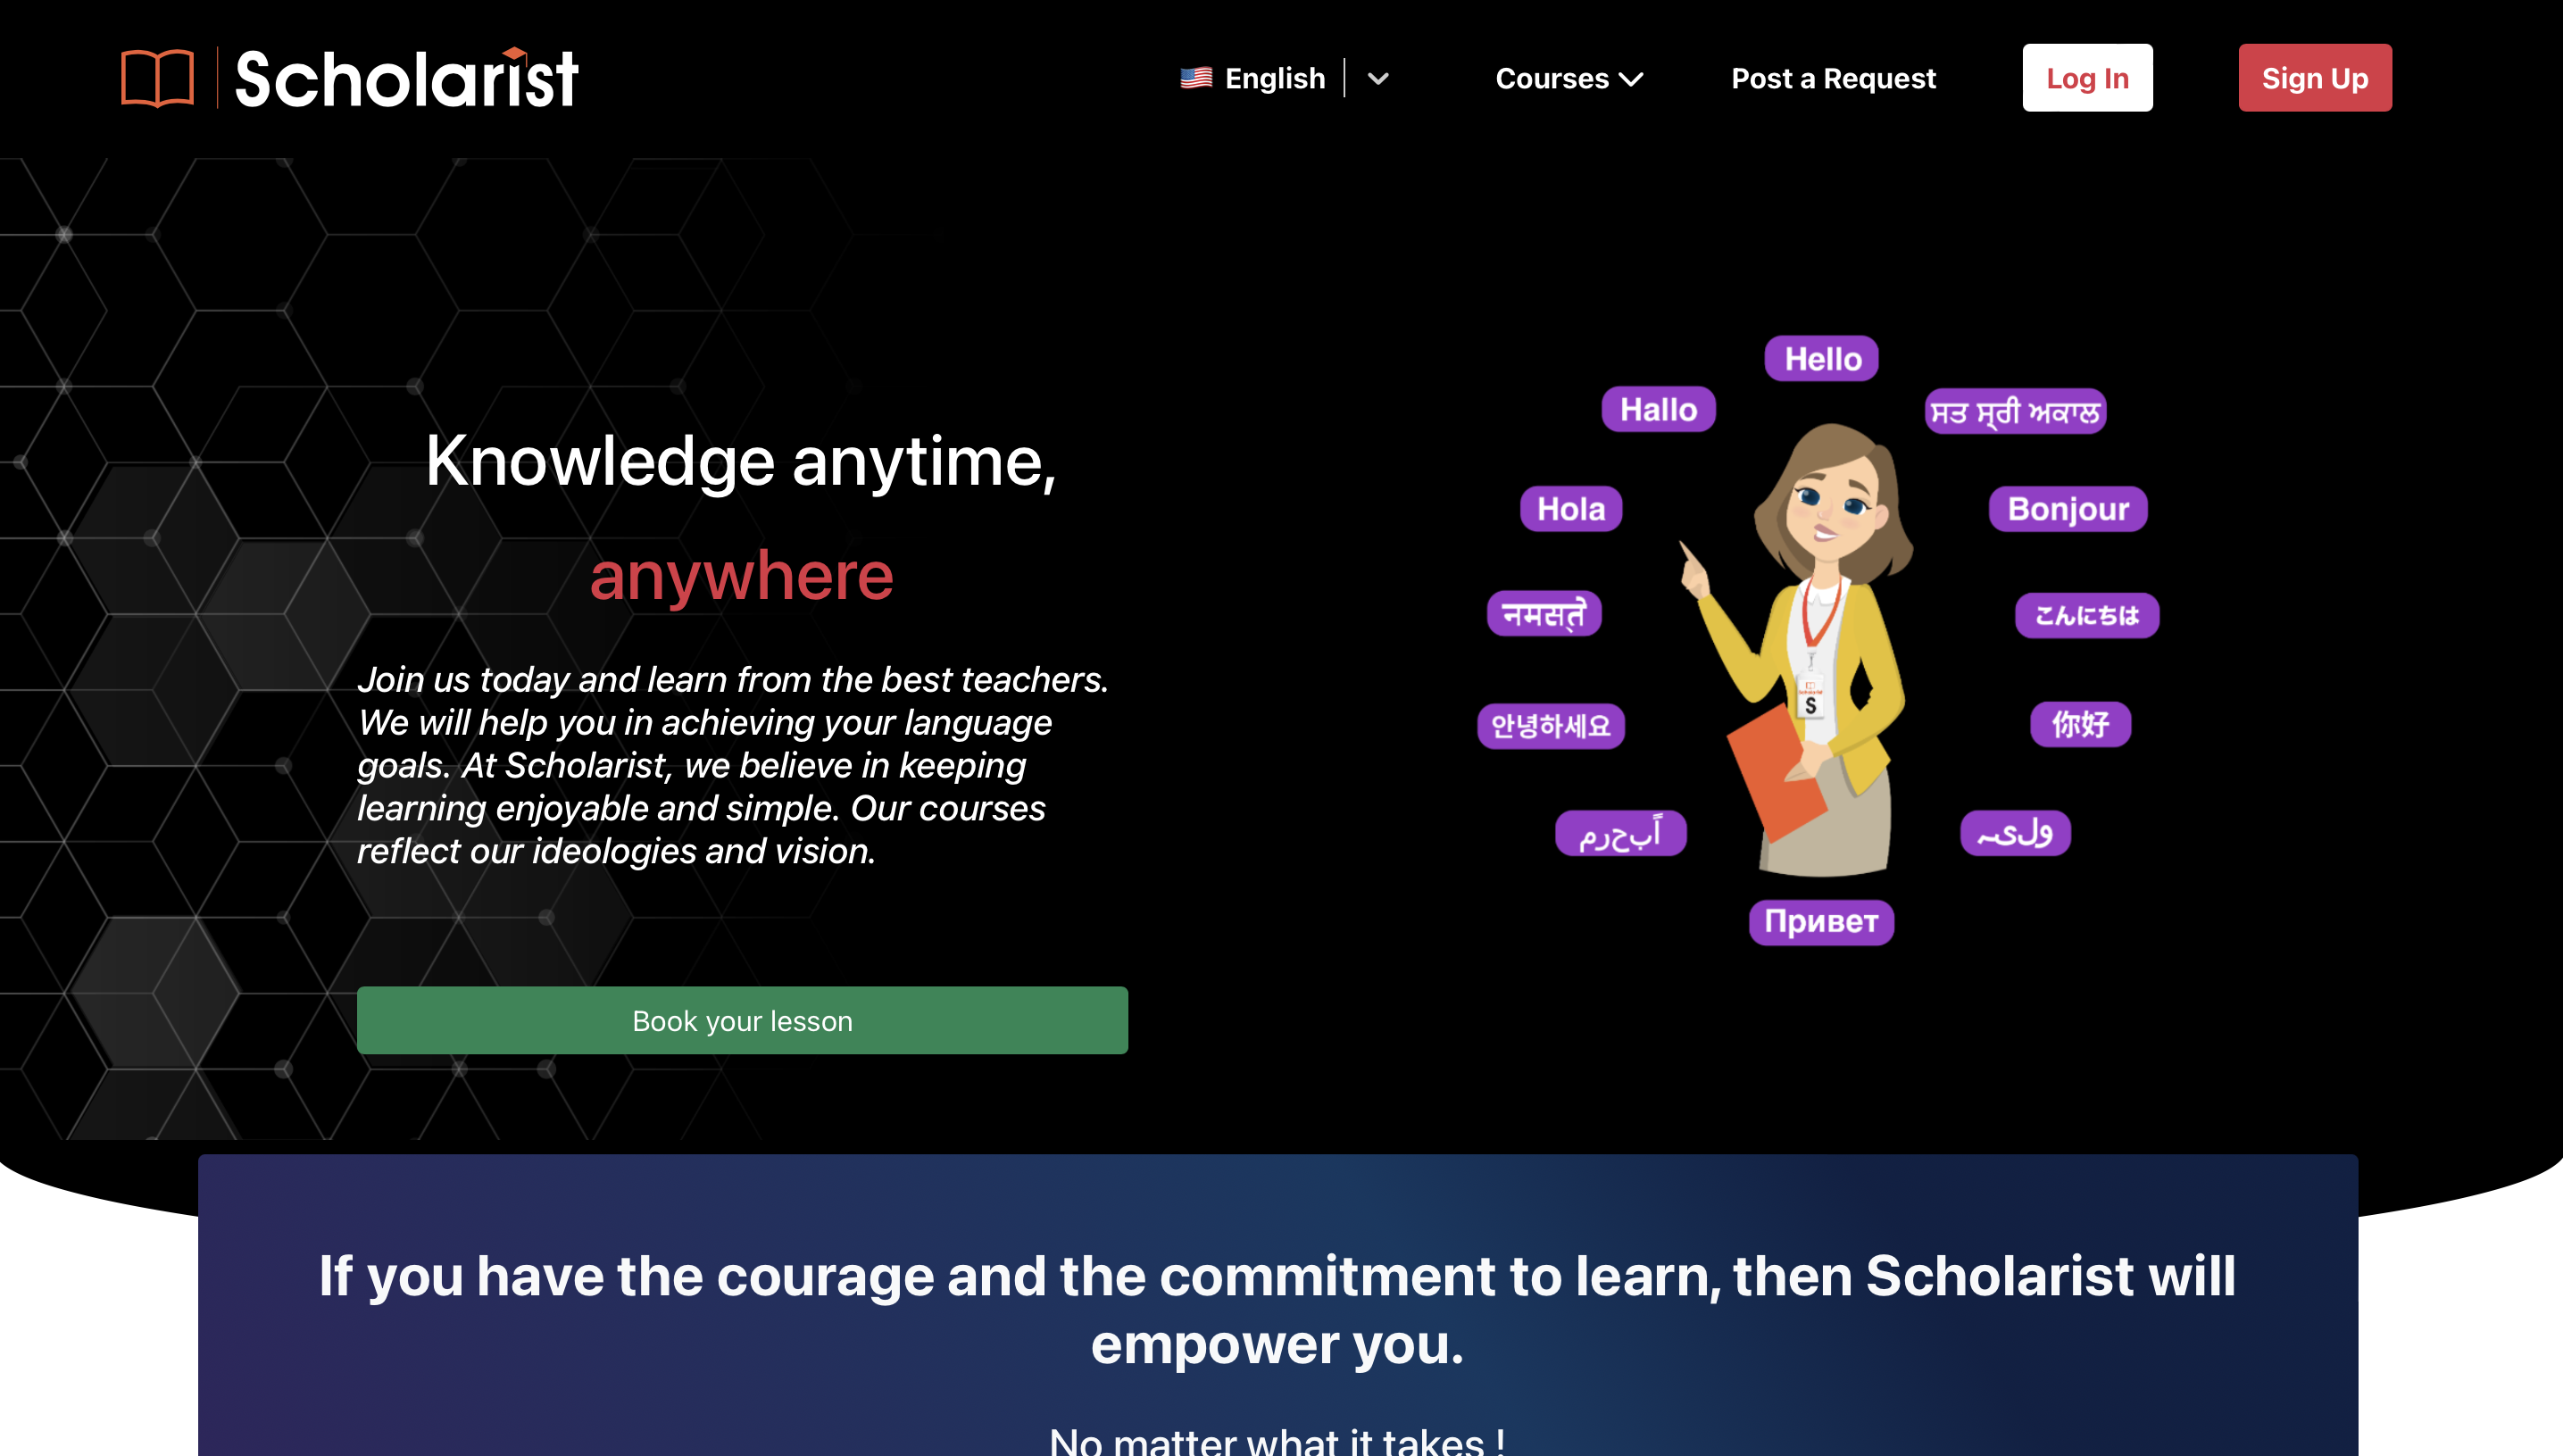 Scholarist
English
Courses
Post a Request
Log In
Sign Up
Knowledge anytime,
anywhere
Join us today and learn from the best teachers.
We will help you in achieving your language
goals. At Scholarist, we believe in keeping
learning enjoyable and simple. Our courses
reflect our ideologies and vision.
Book your lesson
Hello
Hallo
ਸਤ ਸ੍ਰੀ ਅਕਾਲ
Hola
Bonjour
नमस्ते
こんにちは
S
안녕하세요
你好
اًبحرم
ولیہ
Привет
If you have the courage and the commitment to learn, then Scholarist will
empower you.
No matter what it takes !